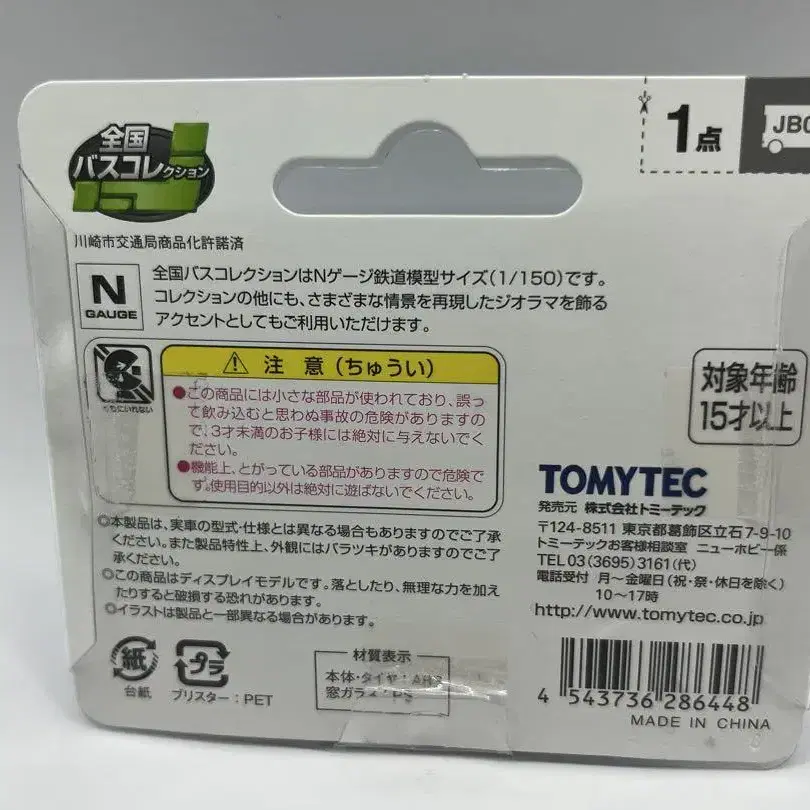 全国
バスコレクション
1点
JBC
川崎市交通局商品化許諾済
N
GAUGE
全国バスコレクションはNゲージ鉄道模型サイズ(1/150)です。
コレクションの他にも、さまざまな情景を再現したジオラマを飾る
アクセントとしてもご利用いただけます。
くちにいれない
注 意 (ちゅうい)
●この商品には小さな部品が使われており、誤っ
て飲み込むと思わぬ事故の危険がありますの
で、3才未満のお子様には絶対に与えないでく
ださい。
●機能上、とがっている部品がありますので危険で
す。使用目的以外は絶対に遊ばないでください。
対象年齢
15才以上
◎本製品は、実車の型式・仕様とは異なる場合もありますのでご了承
ください。また製品特性上、外観にはバラツキがありますのでご了
承ください。
◎この商品はディスプレイモデルです。落としたり、無理な力を加え
たりすると破損する恐れがあります。
◎イラストは製品と一部異なる場合があります。
TOMYTEC
発売元 株式会社トミーテック
〒124-8511 東京都葛飾区立石7-9-10
トミーテックお客様相談室 ニューホビー係
TEL 03(3695)3161(代)
電話受付 月~金曜日(祝・祭・休日を除く)
10~17時
http://www.tomytec.co.jp
紙
台紙
プラ
ブリスター:PET
材質表示
本体・タイヤ:ABS
窓ガラス:
4 543736 286448
MADE IN CHINA